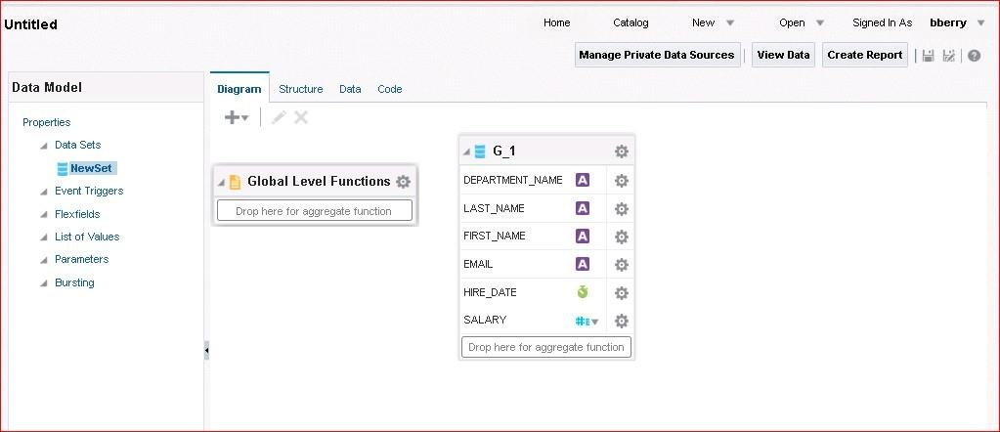 Untitled
Home Catalog New Open Signed In As bberry
Manage Private Data Sources View Data Create Report
Data Model
Diagram Structure Data Code
Properties
Data Sets
NewSet
Event Triggers
Flexfields
List of Values
Parameters
Bursting
Global Level Functions
Drop here for aggregate function
G_1
DEPARTMENT_NAME A
LAST_NAME A
FIRST_NAME A
EMAIL A
HIRE_DATE
SALARY #E
Drop here for aggregate function